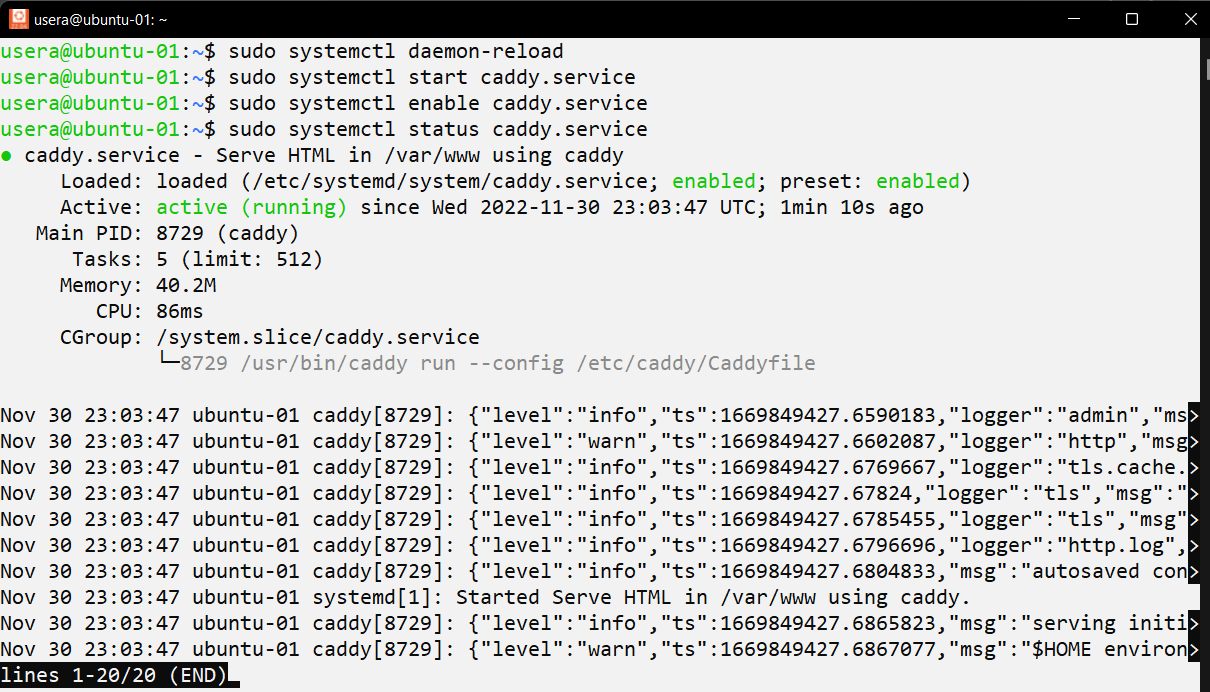 usera@ubuntu-01: ~
usera@ubuntu-01:~$ sudo systemctl daemon-reload
usera@ubuntu-01:~$ sudo systemctl start caddy.service
usera@ubuntu-01:~$ sudo systemctl enable caddy.service
usera@ubuntu-01:~$ sudo systemctl status caddy.service
● caddy.service - Serve HTML in /var/www using caddy
     Loaded: loaded (/etc/systemd/system/caddy.service; enabled; preset: enabled)
     Active: active (running) since Wed 2022-11-30 23:03:47 UTC; 1min 10s ago
   Main PID: 8729 (caddy)
      Tasks: 5 (limit: 512)
     Memory: 40.2M
        CPU: 86ms
     CGroup: /system.slice/caddy.service
             └─8729 /usr/bin/caddy run --config /etc/caddy/Caddyfile

Nov 30 23:03:47 ubuntu-01 caddy[8729]: {"level":"info","ts":1669849427.6590183,"logger":"admin","ms>
Nov 30 23:03:47 ubuntu-01 caddy[8729]: {"level":"warn","ts":1669849427.6602087,"logger":"http","msg>
Nov 30 23:03:47 ubuntu-01 caddy[8729]: {"level":"info","ts":1669849427.6769667,"logger":"tls.cache.>
Nov 30 23:03:47 ubuntu-01 caddy[8729]: {"level":"info","ts":1669849427.67824,"logger":"tls","msg":">
Nov 30 23:03:47 ubuntu-01 caddy[8729]: {"level":"info","ts":1669849427.6785455,"logger":"tls","msg">
Nov 30 23:03:47 ubuntu-01 caddy[8729]: {"level":"info","ts":1669849427.6796696,"logger":"http.log",>
Nov 30 23:03:47 ubuntu-01 caddy[8729]: {"level":"info","ts":1669849427.6804833,"msg":"autosaved con>
Nov 30 23:03:47 ubuntu-01 systemd[1]: Started Serve HTML in /var/www using caddy.
Nov 30 23:03:47 ubuntu-01 caddy[8729]: {"level":"info","ts":1669849427.6865823,"msg":"serving initi>
Nov 30 23:03:47 ubuntu-01 caddy[8729]: {"level":"warn","ts":1669849427.6867077,"msg":"$HOME environ>
lines 1-20/20 (END)